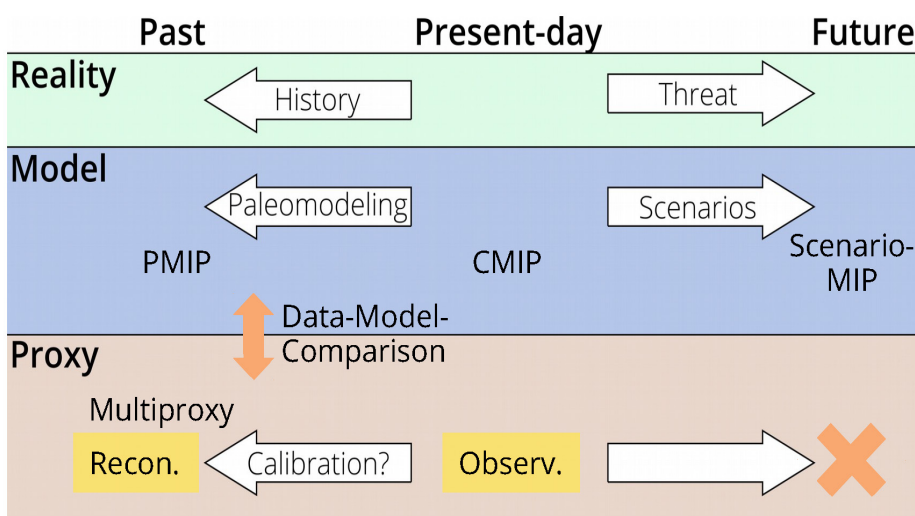 Past Present-day Future
Reality
History Threat
Model
Paleomodeling Scenarios
PMIP CMIP Scenario-
MIP
Data-Model-
Comparison
Proxy
Multiproxy
Recon. Calibration? Observ.